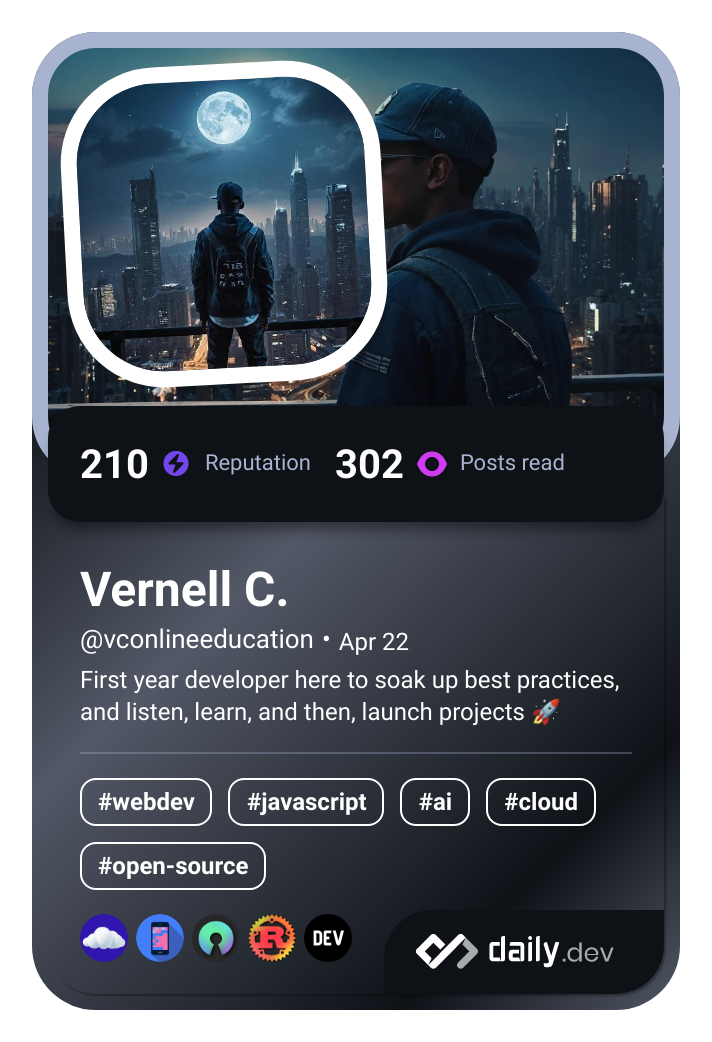 210 Reputation 302 Posts read
Vernell C.
@vconlineeducation • Apr 22
First year developer here to soak up best practices,
and listen, learn, and then, launch projects 🚀
#webdev #javascript #ai #cloud
#open-source
R DEV daily.dev